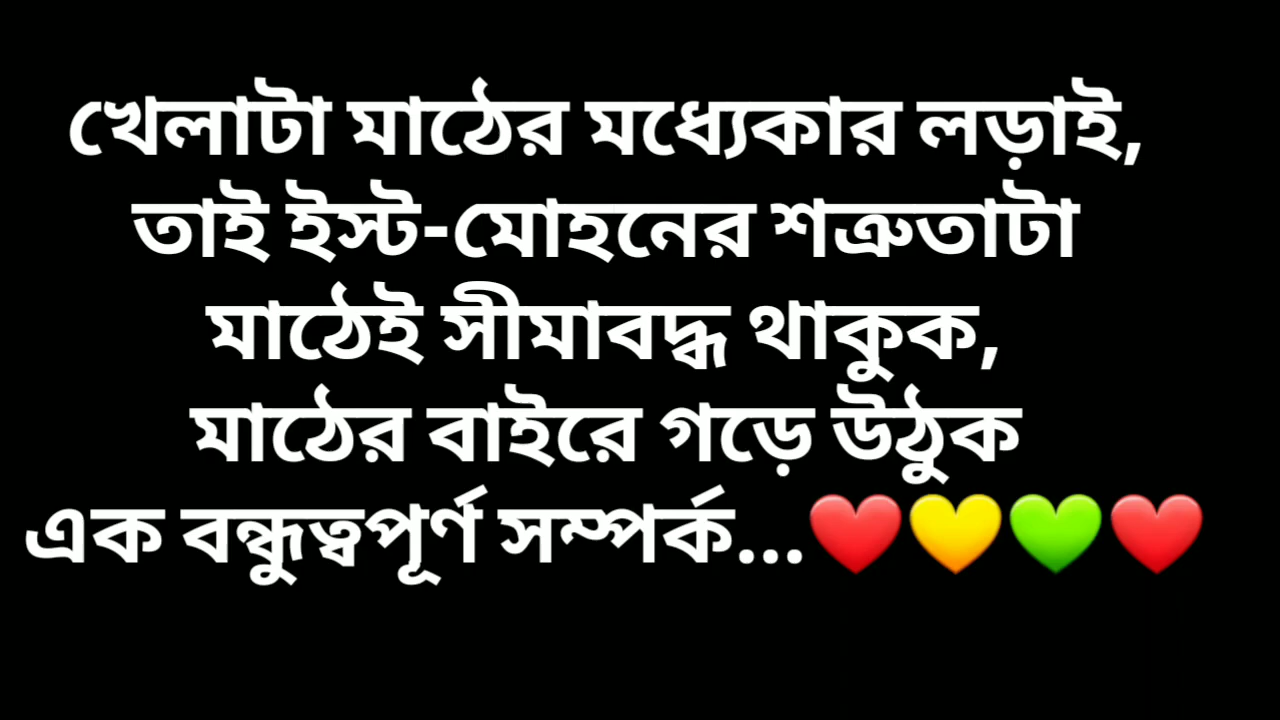 খেলাটা মাঠের মধ্যেকার লড়াই,
তাই ইস্ট-মোহনের শত্রুতাটা
মাঠেই সীমাবদ্ধ থাকুক,
মাঠের বাইরে গড়ে উঠুক
এক বন্ধুত্বপূর্ণ সম্পর্ক...❤️💛💚❤️